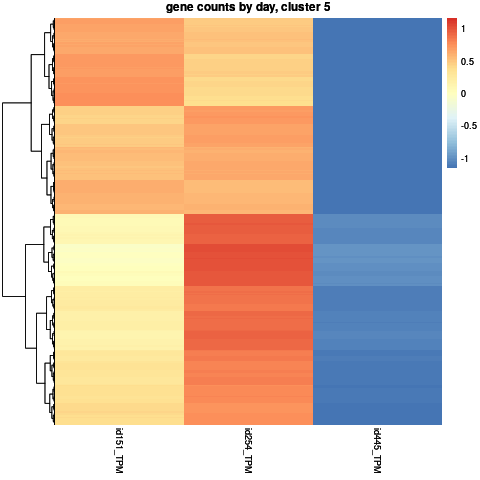 gene counts by day, cluster 5
1
0.5
0
-0.5
-1
id151_TPM
id254_TPM
id445_TPM